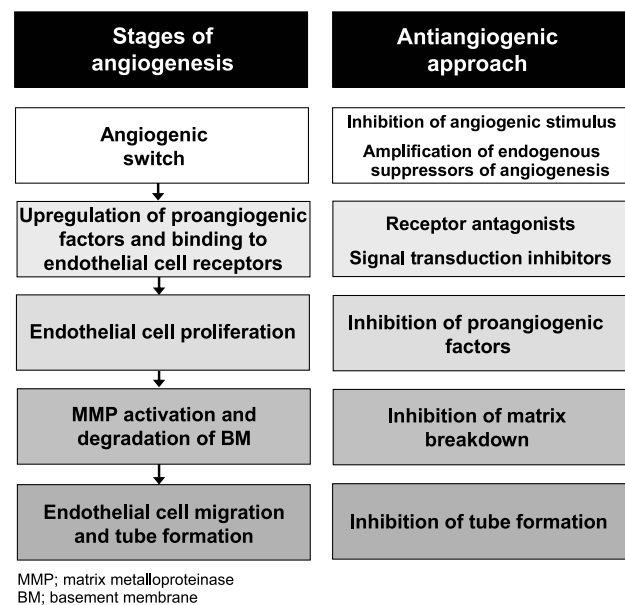 Stages of
angiogenesis
Antiangiogenic
approach
Angiogenic
switch
Inhibition of angiogenic stimulus
Amplification of endogenous
suppressors of angiogenesis
Upregulation of proangiogenic
factors and binding to
endothelial cell receptors
Receptor antagonists
Signal transduction inhibitors
Endothelial cell proliferation
Inhibition of proangiogenic
factors
MMP activation and
degradation of BM
Inhibition of matrix
breakdown
Endothelial cell migration
and tube formation
Inhibition of tube formation
MMP; matrix metalloproteinase
BM; basement membrane